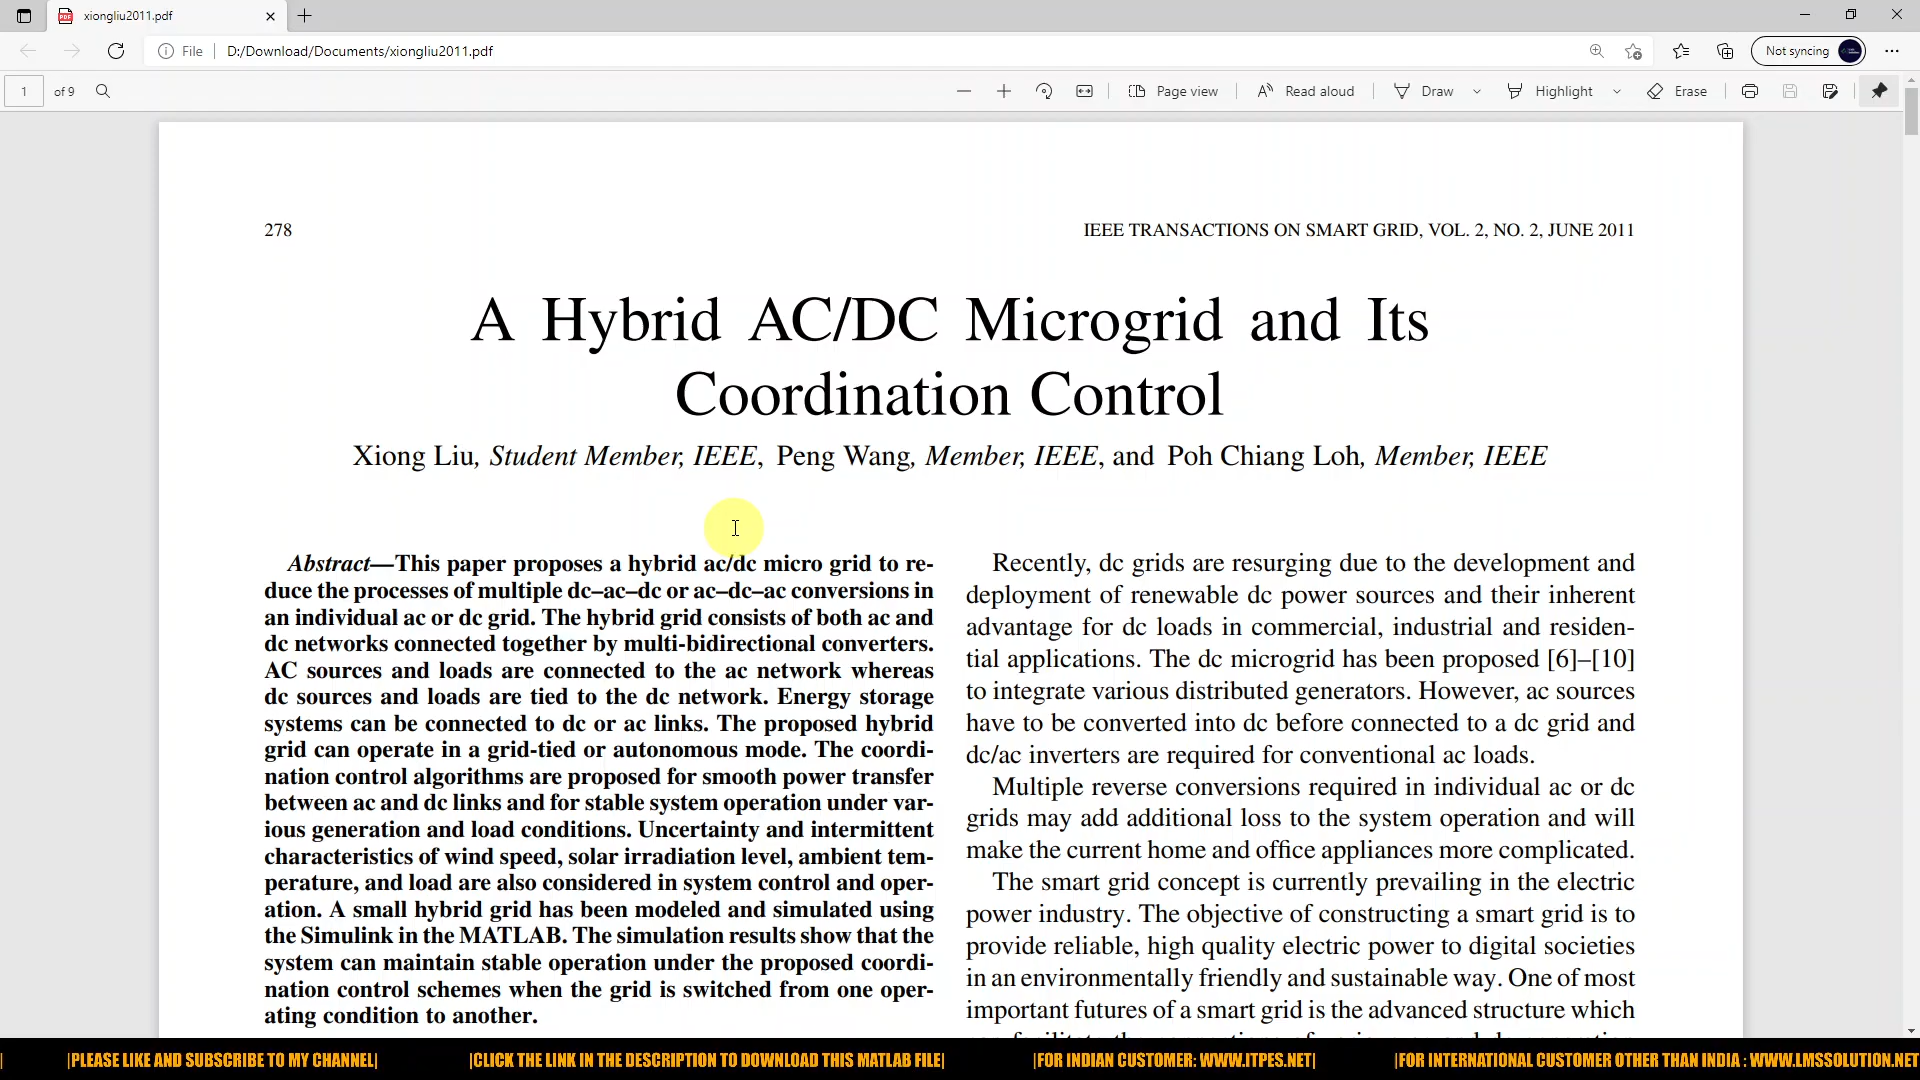 xiongliu2011.pdf
File
D:/Download/Documents/xiongliu2011.pdf
Not syncing
1 of 9
Page view
Read aloud
Draw
Highlight
Erase
278
IEEE TRANSACTIONS ON SMART GRID, VOL. 2, NO. 2, JUNE 2011
A Hybrid AC/DC Microgrid and Its
Coordination Control
Xiong Liu, Student Member, IEEE, Peng Wang, Member, IEEE, and Poh Chiang Loh, Member, IEEE
Abstract—This paper proposes a hybrid ac/dc micro grid to re-
duce the processes of multiple dc–ac–dc or ac–dc–ac conversions in
an individual ac or dc grid. The hybrid grid consists of both ac and
dc networks connected together by multi-bidirectional converters.
AC sources and loads are connected to the ac network whereas
dc sources and loads are tied to the dc network. Energy storage
systems can be connected to dc or ac links. The proposed hybrid
grid can operate in a grid-tied or autonomous mode. The coordi-
nation control algorithms are proposed for smooth power transfer
between ac and dc links and for stable system operation under var-
ious generation and load conditions. Uncertainty and intermittent
characteristics of wind speed, solar irradiation level, ambient tem-
perature, and load are also considered in system control and oper-
ation. A small hybrid grid has been modeled and simulated using
the Simulink in the MATLAB. The simulation results show that the
system can maintain stable operation under the proposed coordi-
nation control schemes when the grid is switched from one oper-
ating condition to another.
Recently, dc grids are resurging due to the development and
deployment of renewable dc power sources and their inherent
advantage for dc loads in commercial, industrial and residen-
tial applications. The dc microgrid has been proposed [6]–[10]
to integrate various distributed generators. However, ac sources
have to be converted into dc before connected to a dc grid and
dc/ac inverters are required for conventional ac loads.
Multiple reverse conversions required in individual ac or dc
grids may add additional loss to the system operation and will
make the current home and office appliances more complicated.
The smart grid concept is currently prevailing in the electric
power industry. The objective of constructing a smart grid is to
provide reliable, high quality electric power to digital societies
in an environmentally friendly and sustainable way. One of most
important futures of a smart grid is the advanced structure which
|PLEASE LIKE AND SUBSCRIBE TO MY CHANNEL| |CLICK THE LINK IN THE DESCRIPTION TO DOWNLOAD THIS MATLAB FILE| |FOR INDIAN CUSTOMER: WWW.ITPES.NET| |FOR INTERNATIONAL CUSTOMER OTHER THAN INDIA : WWW.LMSSOLUTION.NET